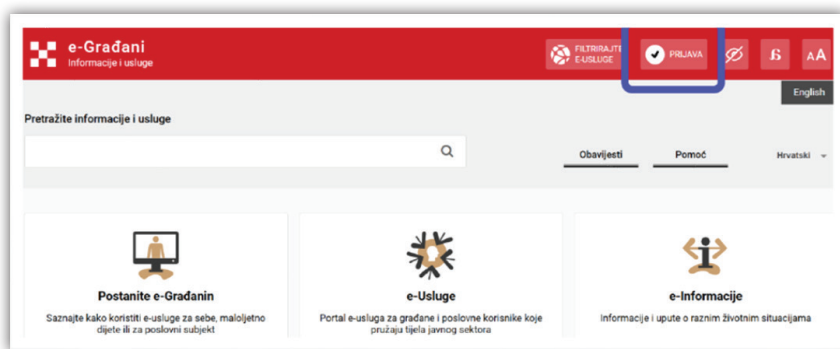 e-Građani
Informacije i usluge
FILTRIRAJTE
E-USLUGE
PRIJAVA
AA
English
Pretražite informacije i usluge
Obavijesti
Pomoć
Hrvatski
Postanite e-Građanin
Saznajte kako koristiti e-usluge za sebe, maloljetno
dijete ili za poslovni subjekt
e-Usluge
Portal e-usluga za građane i poslovne korisnike koje
pružaju tijela javnog sektora
e-Informacije
Informacije i upute o raznim životnim situacijama